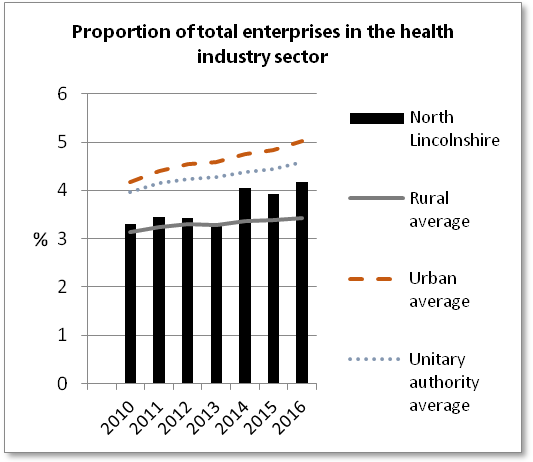 Proportion of total enterprises in the health
industry sector
6
5
4
3
2
1
0
%
2010
2011
2012
2013
2014
2015
2016
North
Lincolnshire
Rural
average
Urban
average
Unitary
authority
average